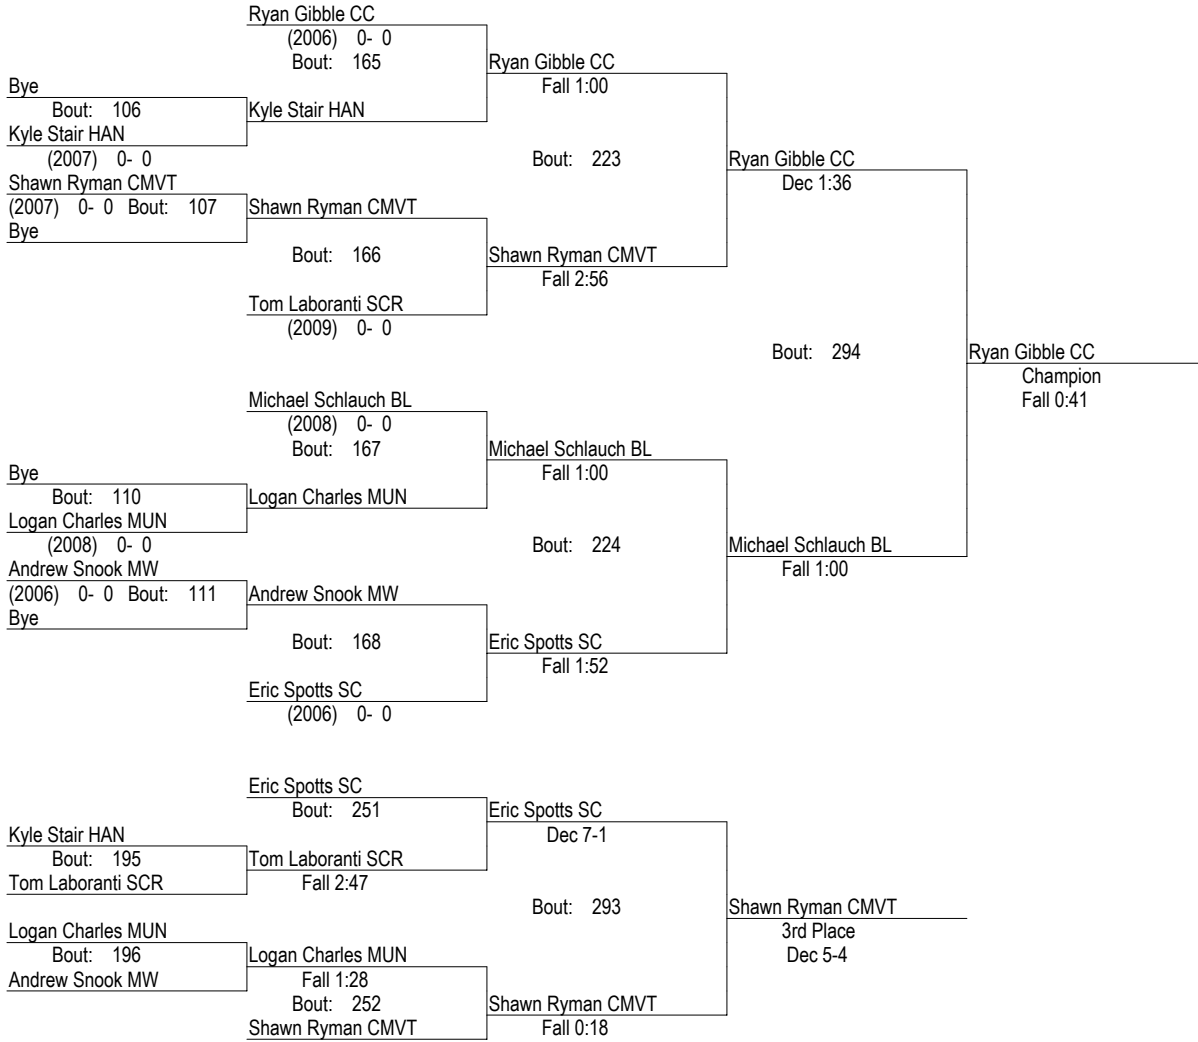 Ryan Gibble CC
(2006) 0- 0
Bout: 165
Ryan Gibble CC
Fall 1:00
Bye
Bout: 106
Kyle Stair HAN
Kyle Stair HAN
(2007) 0- 0
Bout: 223
Ryan Gibble CC
Dec 1:36
Shawn Ryman CMVT
(2007) 0- 0 Bout: 107
Shawn Ryman CMVT
Bye
Bout: 166
Shawn Ryman CMVT
Fall 2:56
Tom Laboranti SCR
(2009) 0- 0
Bout: 294
Ryan Gibble CC
Champion
Fall 0:41
Michael Schlauch BL
(2008) 0- 0
Bout: 167
Michael Schlauch BL
Fall 1:00
Bye
Bout: 110
Logan Charles MUN
Logan Charles MUN
(2008) 0- 0
Bout: 224
Michael Schlauch BL
Fall 1:00
Andrew Snook MW
(2006) 0- 0 Bout: 111
Andrew Snook MW
Bye
Bout: 168
Eric Spotts SC
Fall 1:52
Eric Spotts SC
(2006) 0- 0
Eric Spotts SC
Bout: 251
Eric Spotts SC
Dec 7-1
Kyle Stair HAN
Bout: 195
Tom Laboranti SCR
Tom Laboranti SCR
Fall 2:47
Bout: 293
Shawn Ryman CMVT
3rd Place
Dec 5-4
Logan Charles MUN
Bout: 196
Logan Charles MUN
Andrew Snook MW
Fall 1:28
Bout: 252
Shawn Ryman CMVT
Fall 0:18
Shawn Ryman CMVT